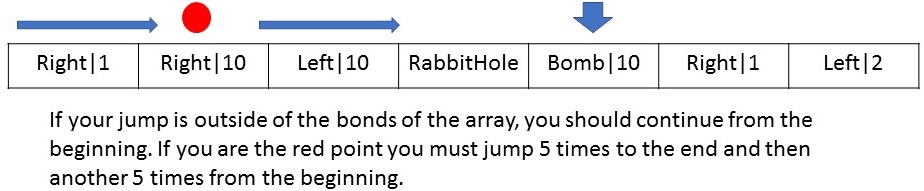 Right|1 Right|10 Left|10 RabbitHole Bomb|10 Right|1 Left|2
If your jump is outside of the bonds of the array, you should continue from the
beginning. If you are the red point you must jump 5 times to the end and then
another 5 times from the beginning.